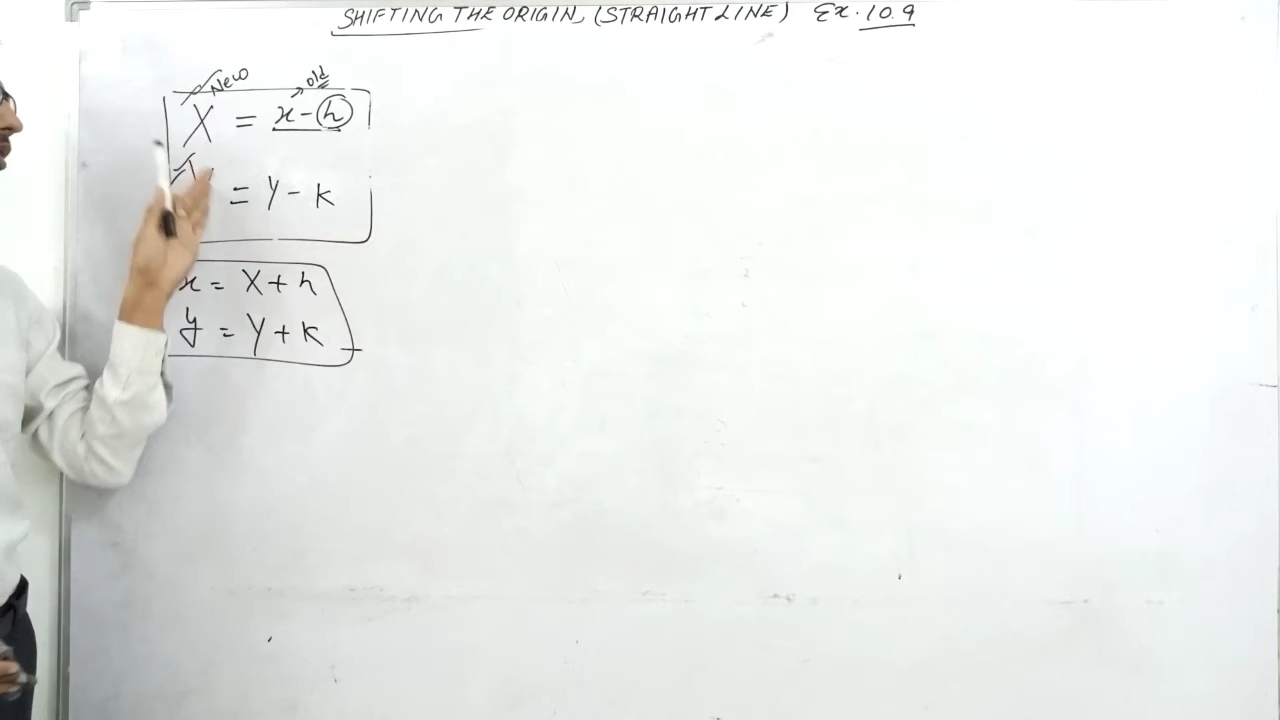 SHIFTING THE ORIGIN, (STRAIGHT LINE) Ex. 10.9
New
old
X = x - h
= y - k
x = X + h
y = Y + k